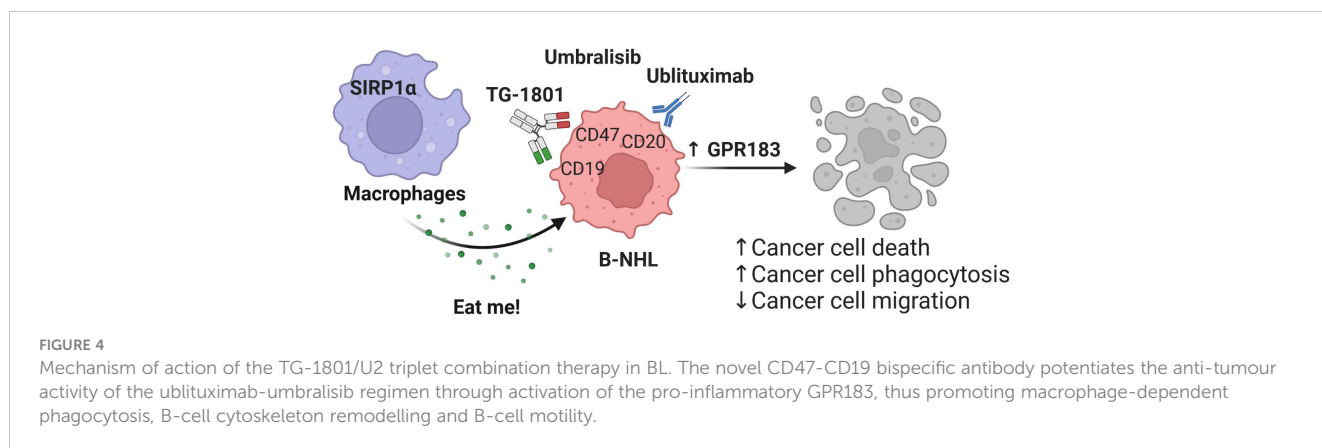 Umbralisib
Ublituximab
SIRP1α
TG-1801
CD47
CD20
CD19
↑ GPR183
Macrophages
B-NHL
Eat me!
↑Cancer cell death
↑Cancer cell phagocytosis
↓Cancer cell migration
FIGURE 4
Mechanism of action of the TG-1801/U2 triplet combination therapy in BL. The novel CD47-CD19 bispecific antibody potentiates the anti-tumour
activity of the ublituximab-umbralisib regimen through activation of the pro-inflammatory GPR183, thus promoting macrophage-dependent
phagocytosis, B-cell cytoskeleton remodelling and B-cell motility.